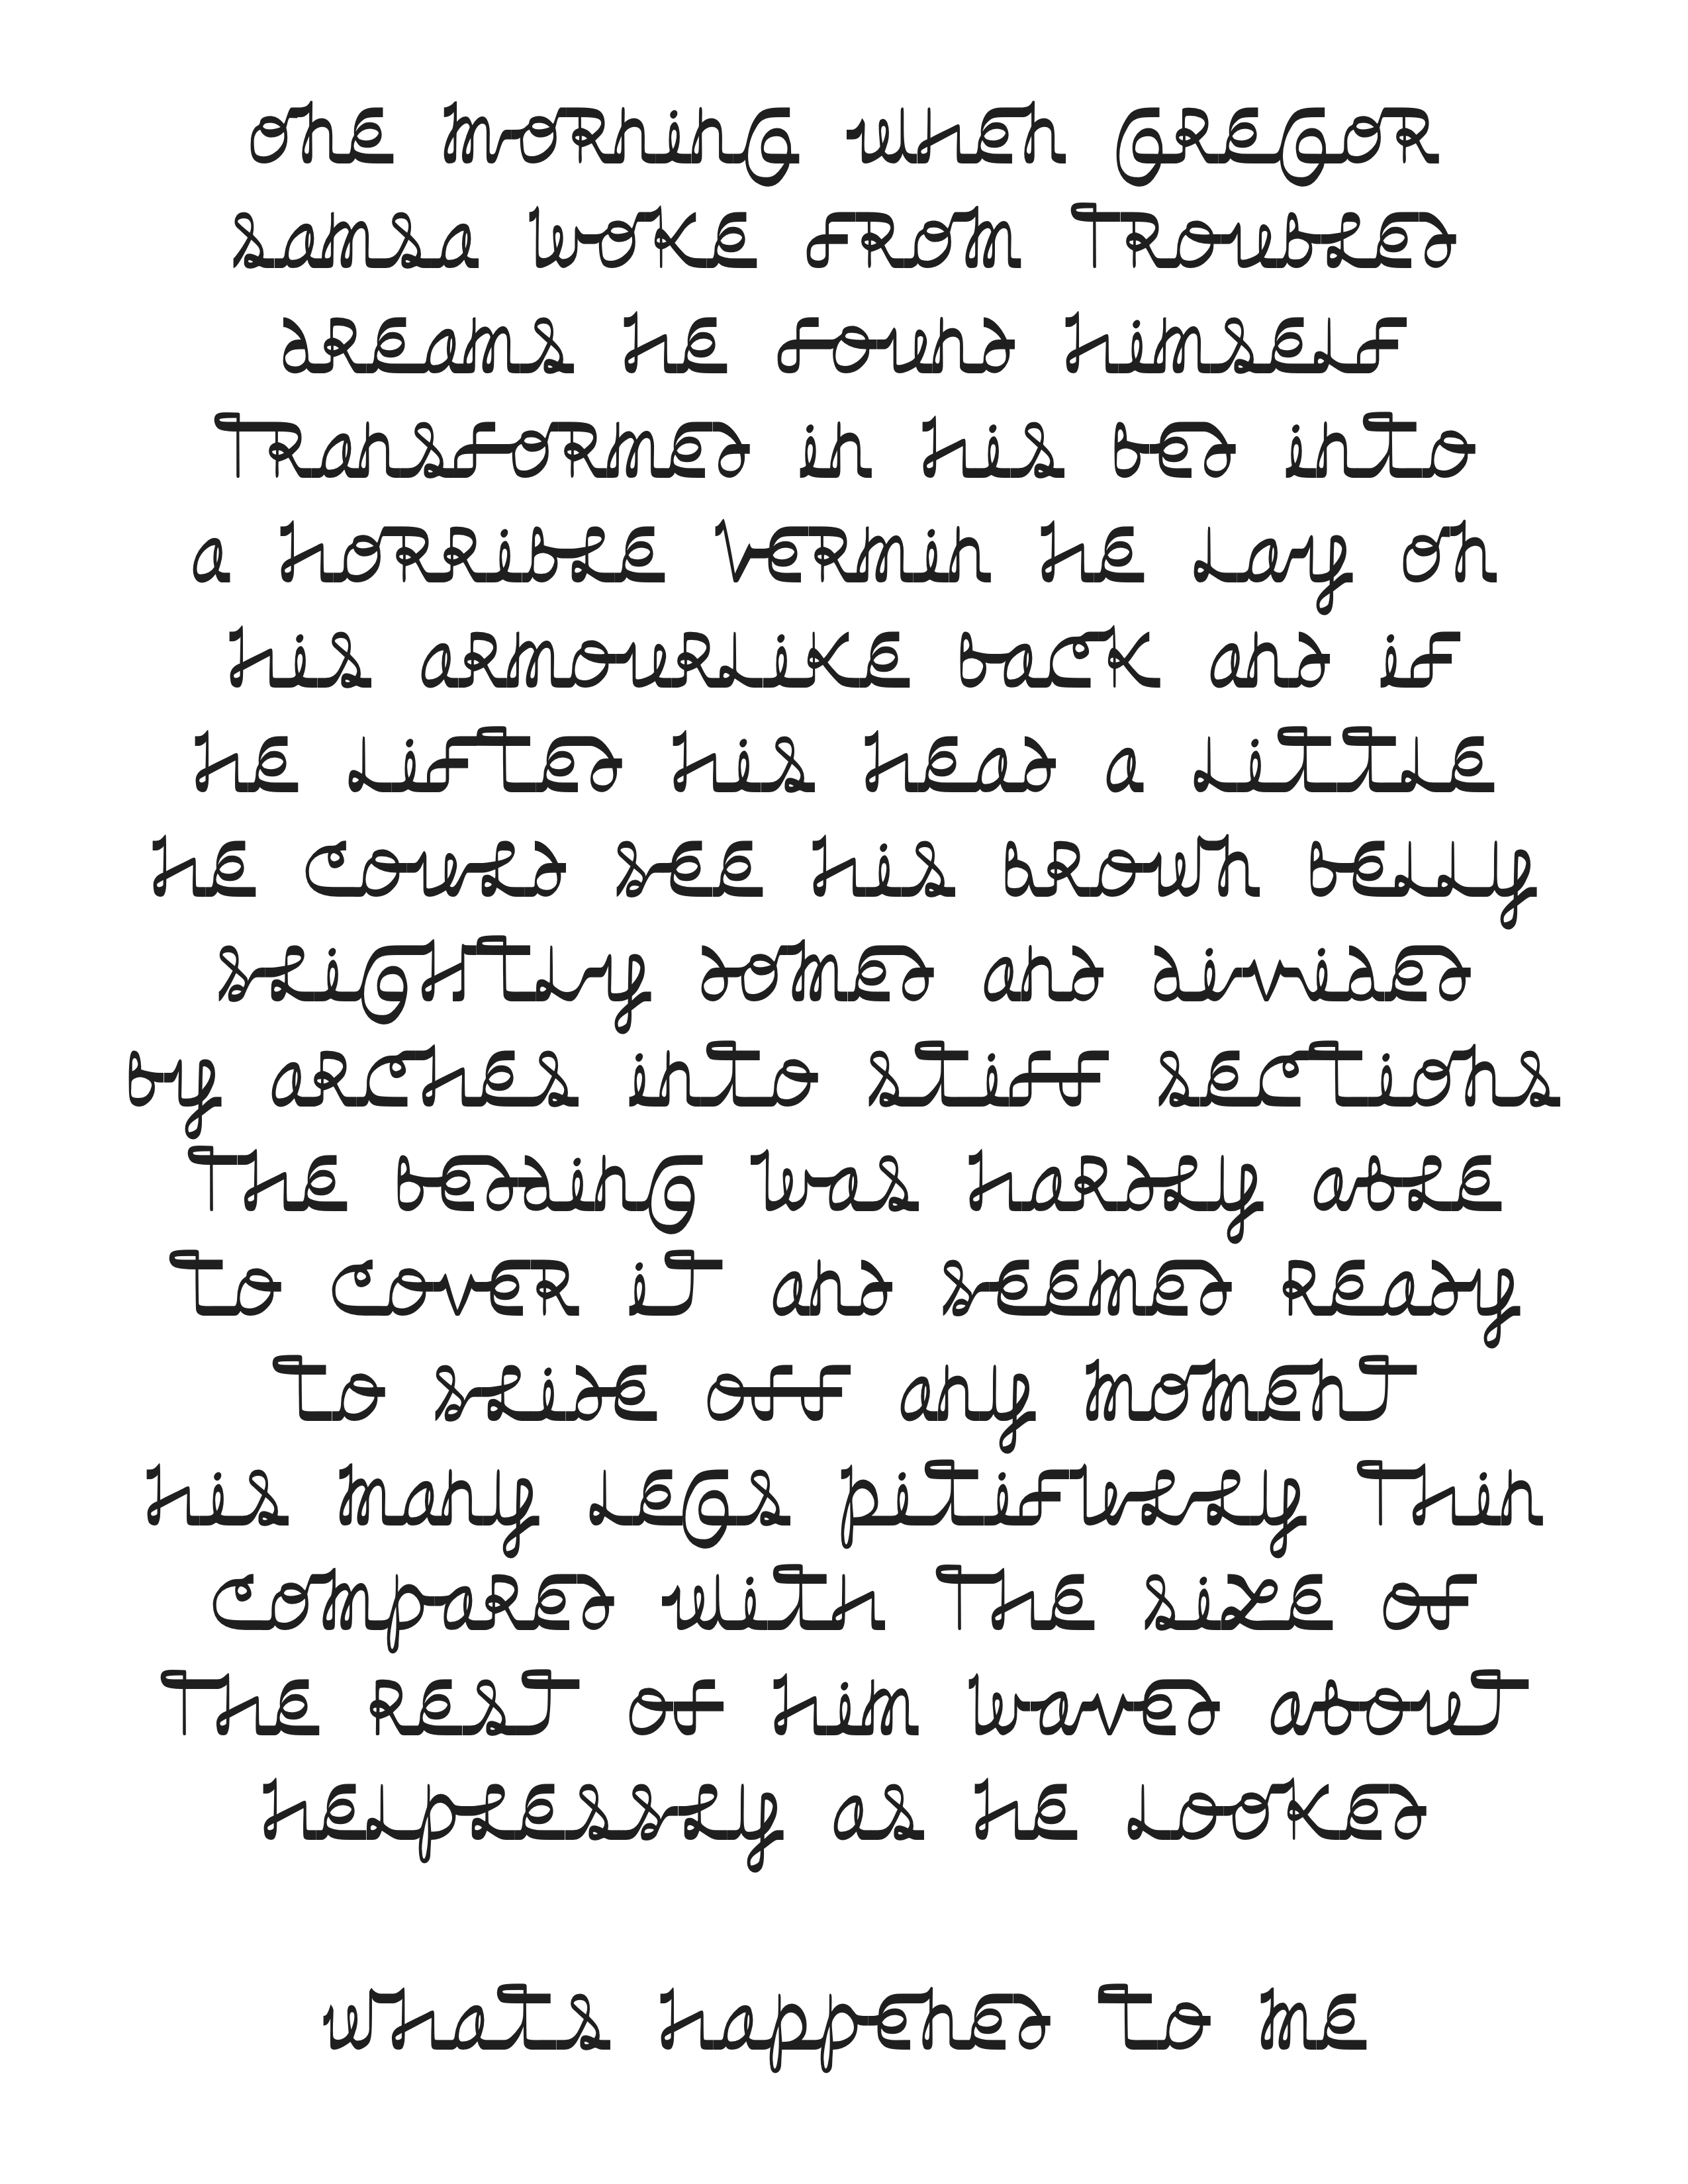 one morning when gregor
samsa woke from troubled
dreams he found himself
transformed in his bed into
a horrible vermin he lay on
his armourlike back and if
he lifted his head a little
he could see his brown belly
slightly domed and divided
by arches into stiff sections
the bedding was hardly able
to cover it and seemed ready
to slide off any moment
his many legs pitifully thin
compared with the size of
the rest of him waved about
helplessly as he looked
whats happened to me